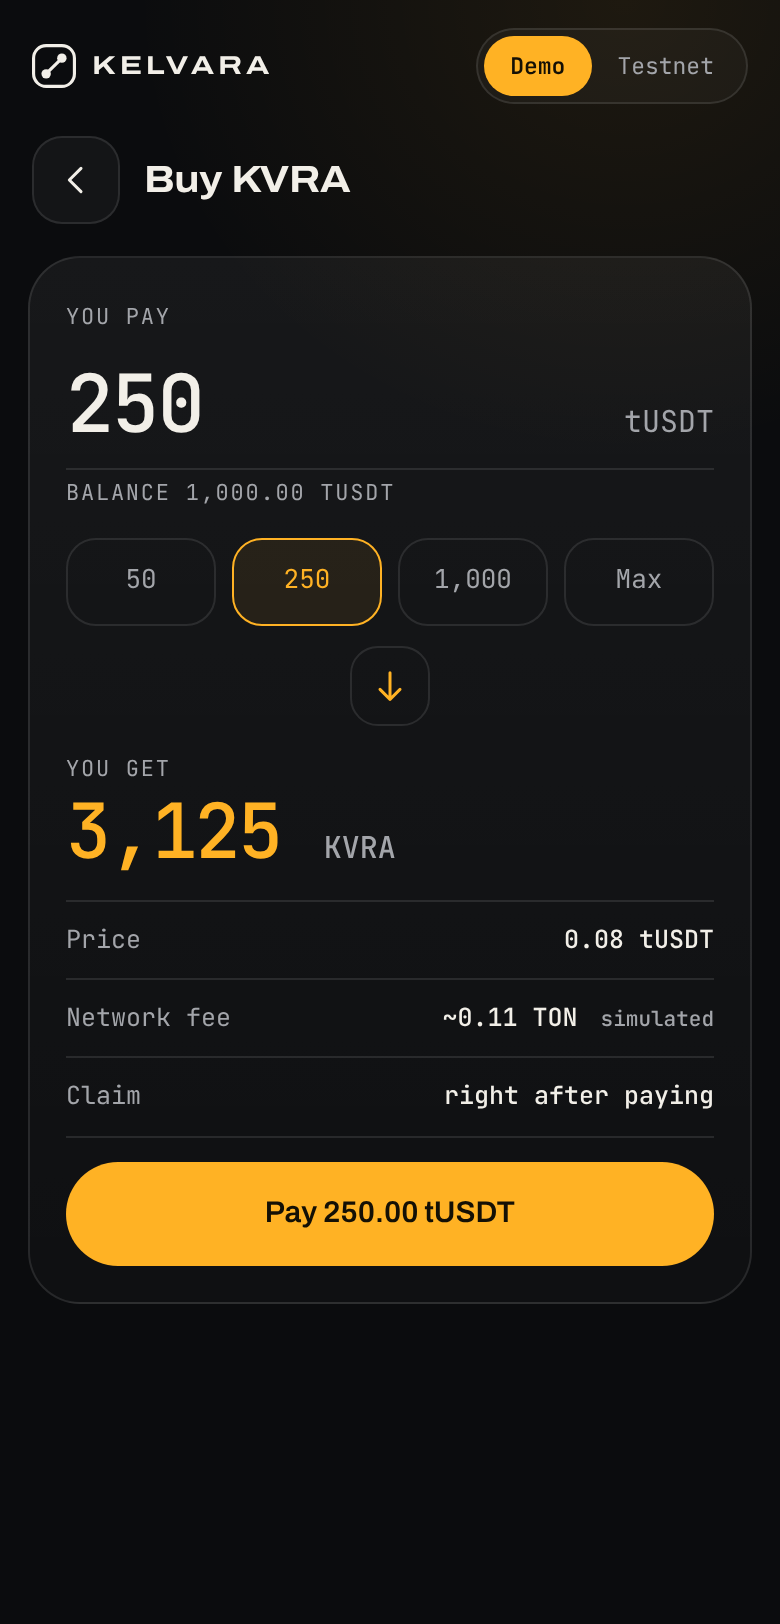 KELVARA
Demo Testnet
Buy KVRA
YOU PAY
250 tUSDT
BALANCE 1,000.00 TUSDT
50 250 1,000 Max
YOU GET
3,125 KVRA
Price 0.08 tUSDT
Network fee ~0.11 TON simulated
Claim right after paying
Pay 250.00 tUSDT